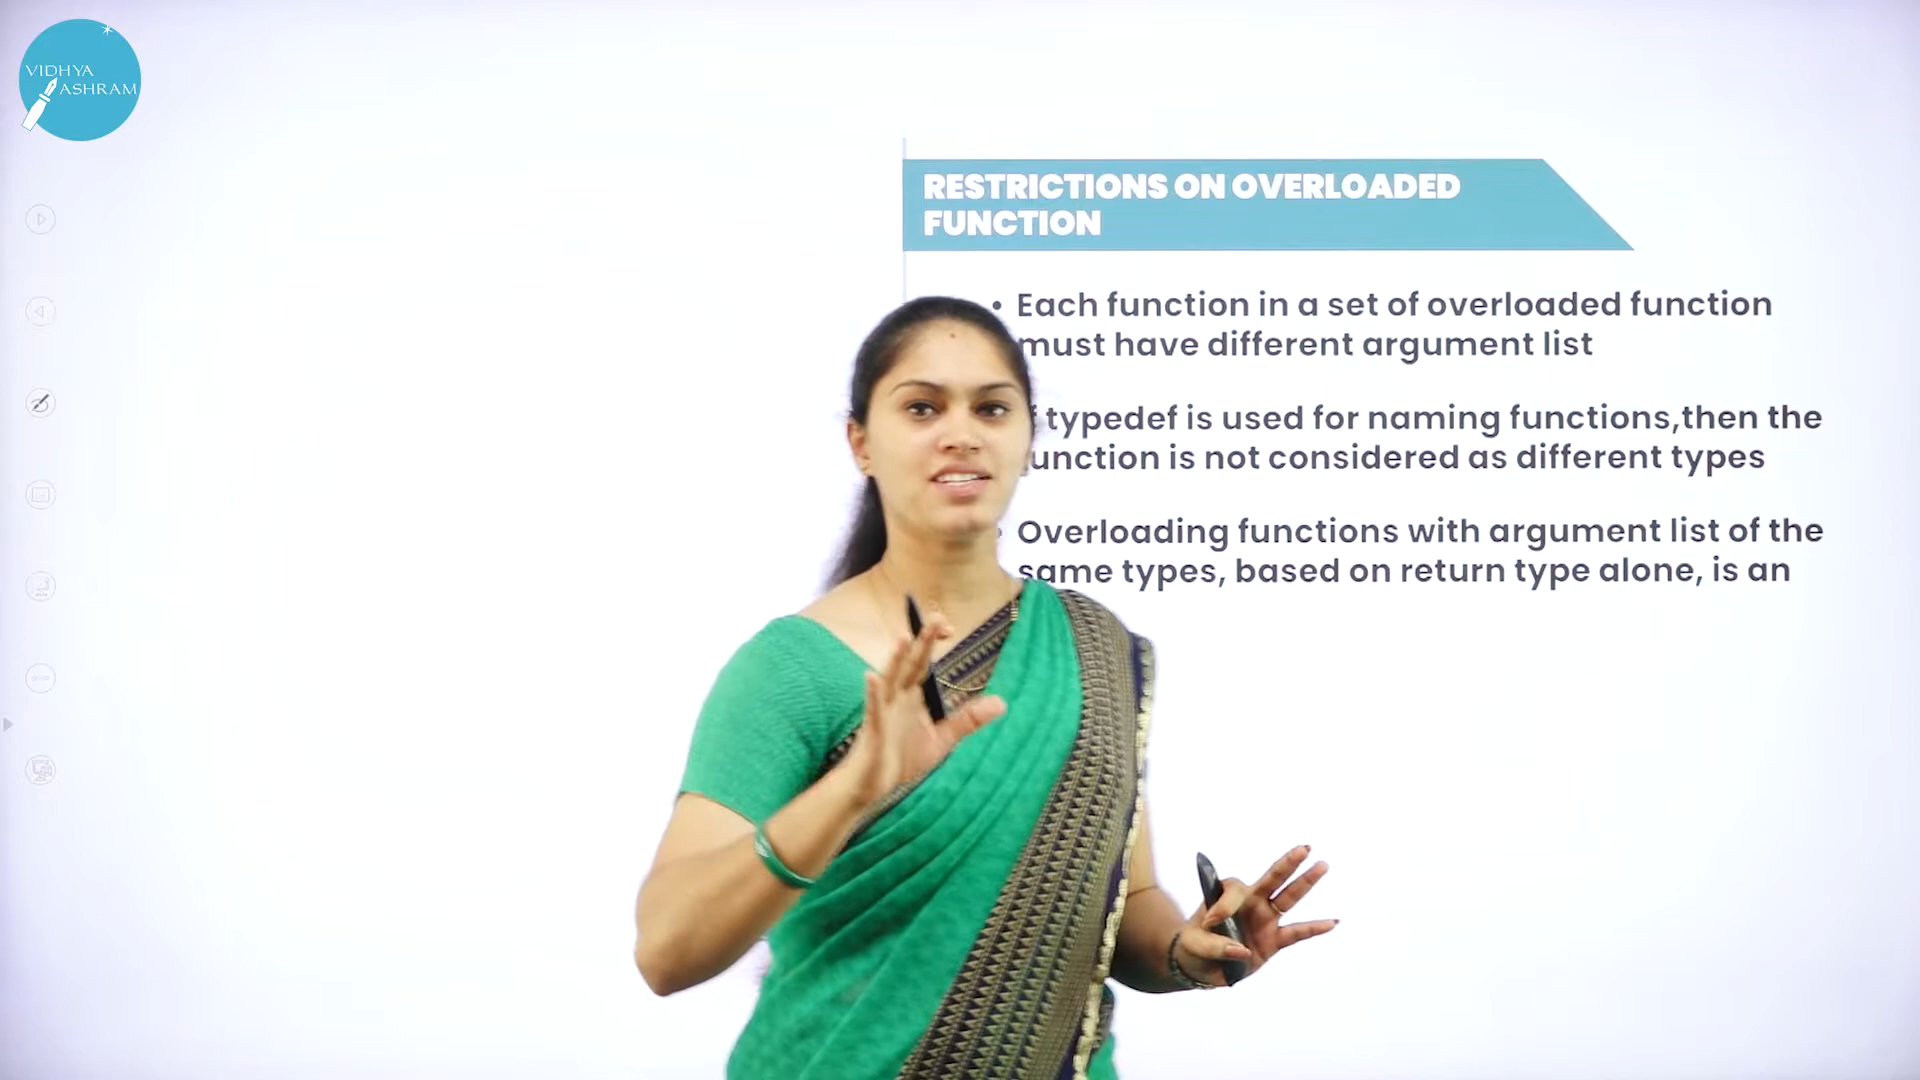 VIDHYA
ASHRAM
RESTRICTIONS ON OVERLOADED
FUNCTION
• Each function in a set of overloaded function
must have different argument list
typedef is used for naming functions,then the
function is not considered as different types
Overloading functions with argument list of the
same types, based on return type alone, is an